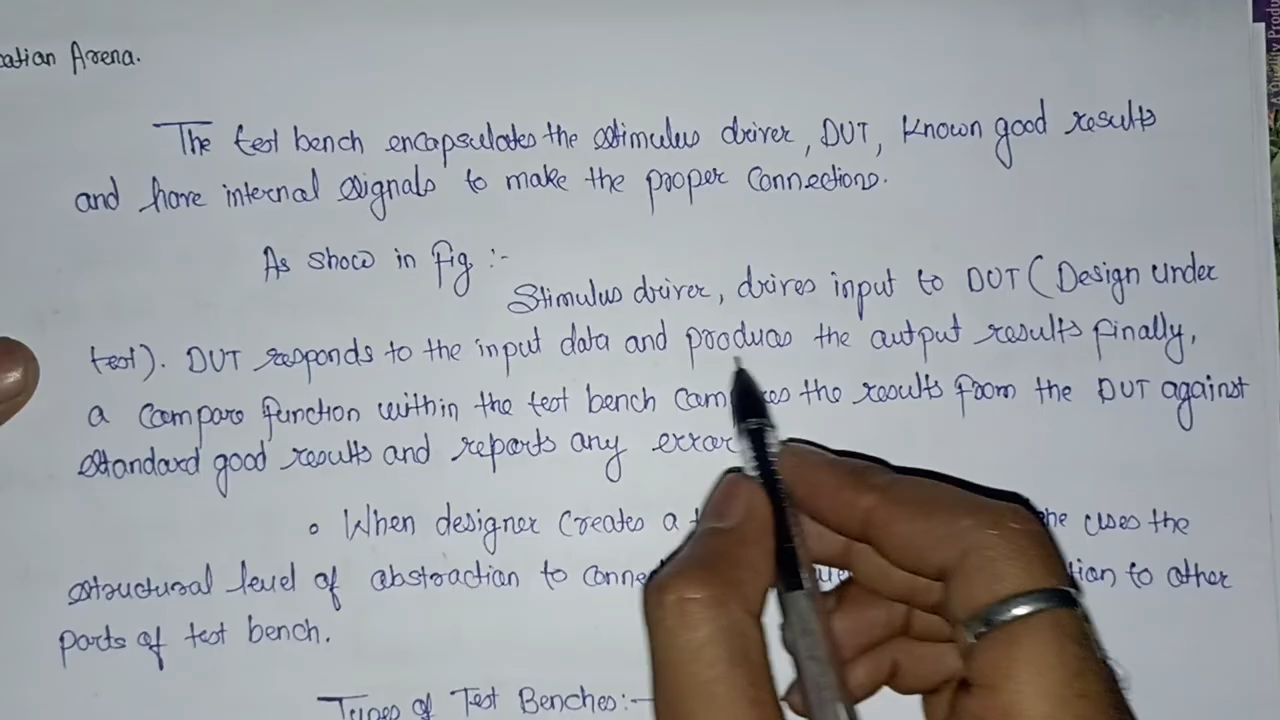 Arena.
The test bench encapsulates the stimulus driver, DUT, Known good results
and have internal signals to make the proper connections.
As show in fig :-
Stimulus driver, drives input to DUT (Design under
test). DUT responds to the input data and produces the output results finally,
a compare function within the test bench the results from the DUT against
standard good results and reports any error
• When designer creates a he uses the
structural level of abstraction to to other
parts of test bench.
Types of Test Benches:-